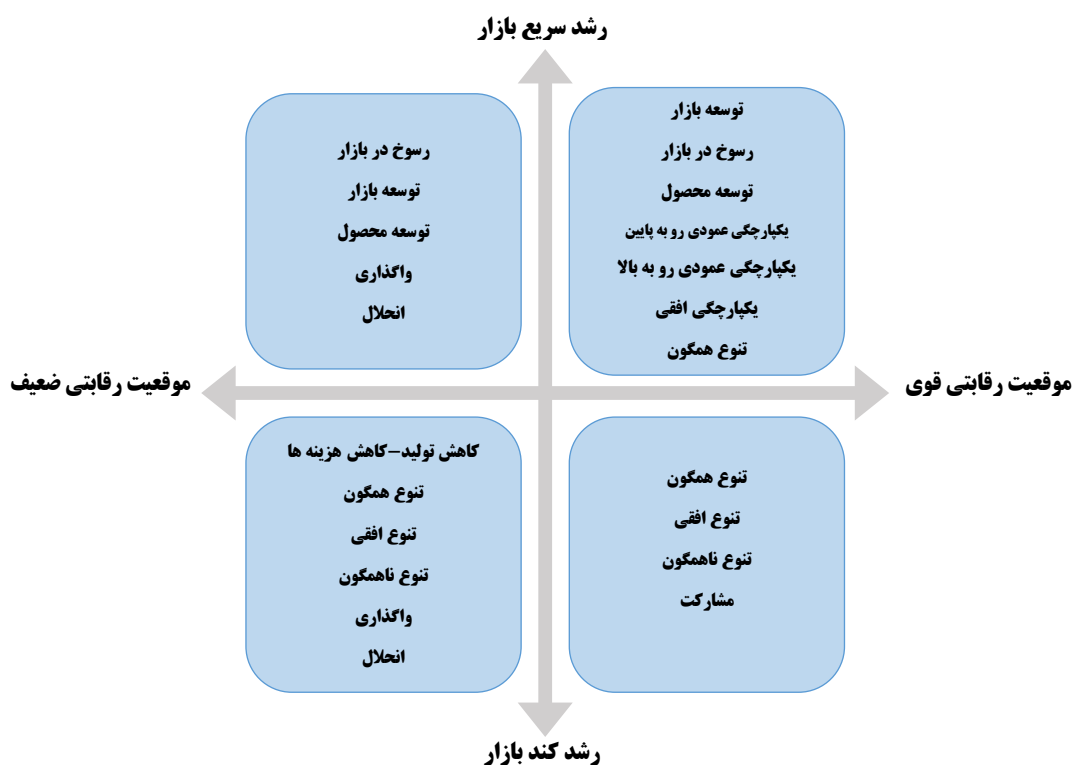 رشد سریع بازار
توسعه بازار
رسوخ در بازار
توسعه محصول
یکپارچگی عمودی رو به پایین
یکپارچگی عمودی رو به بالا
یکپارچگی افقی
تنوع همگون
رسوخ در بازار
توسعه بازار
توسعه محصول
واگذاری
انحلال
موقعیت رقابتی قوی
موقعیت رقابتی ضعیف
تنوع همگون
تنوع افقی
تنوع ناهمگون
مشارکت
کاهش تولید-کاهش هزینه ها
تنوع همگون
تنوع افقی
تنوع ناهمگون
واگذاری
انحلال
رشد کند بازار